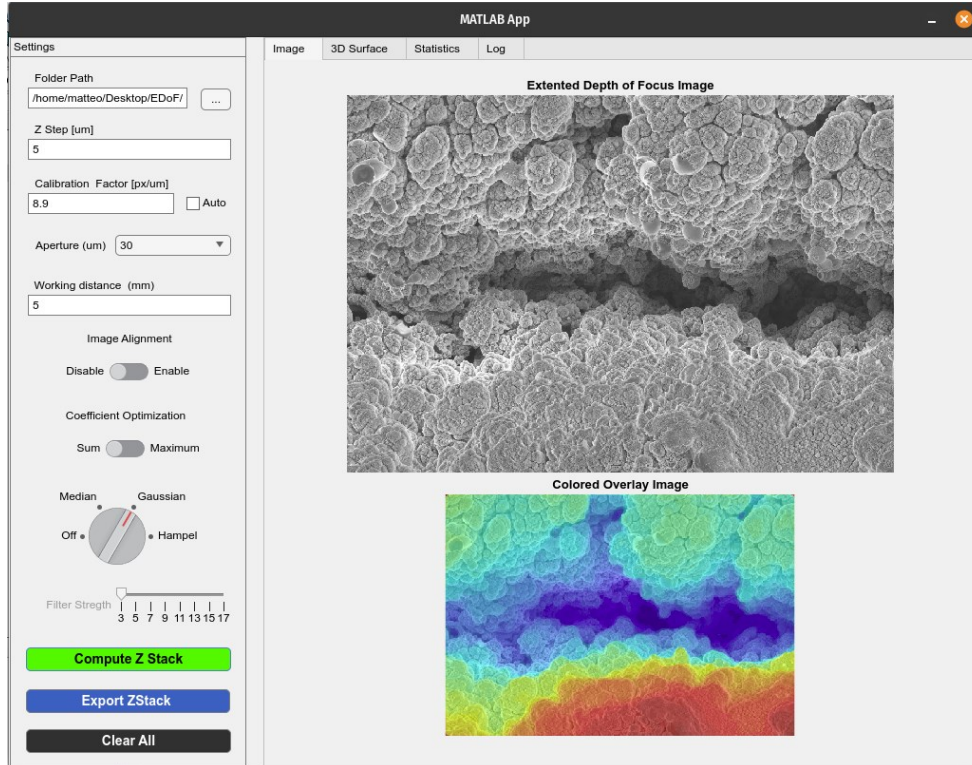 MATLAB App
Settings
Folder Path
/home/matteo/Desktop/EDoF/
...
Z Step [um]
5
Calibration Factor [px/um]
8.9
Auto
Aperture (um)
30
Working distance (mm)
5
Image Alignment
Disable
Enable
Coefficient Optimization
Sum
Maximum
Median
Gaussian
Off
Hampel
Filter Stregth
3 5 7 9 11 13 15 17
Compute Z Stack
Export ZStack
Clear All
Image
3D Surface
Statistics
Log
Extented Depth of Focus Image
Colored Overlay Image